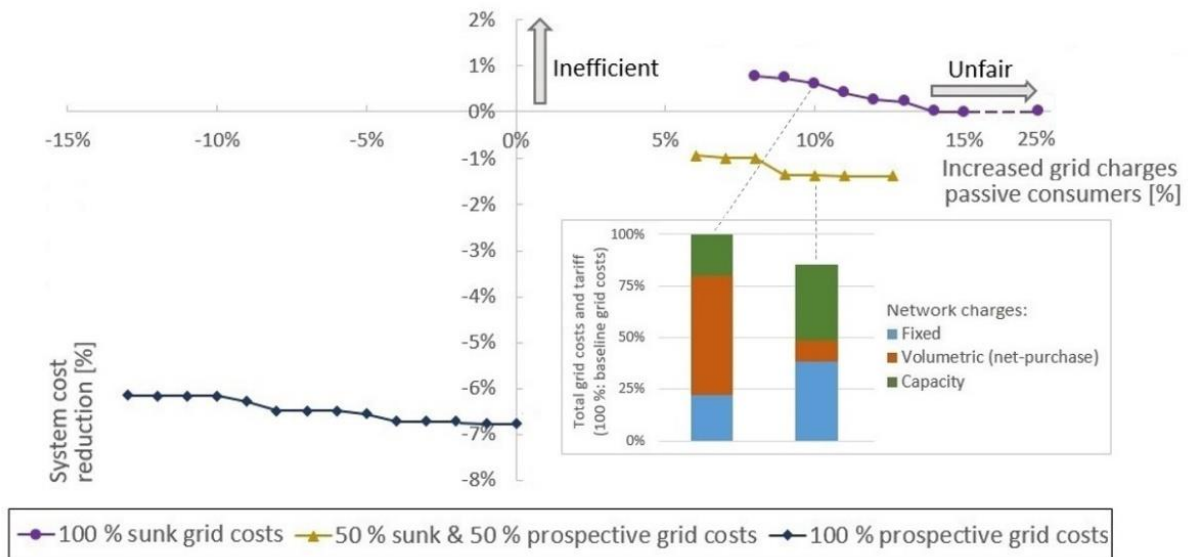 2%
Inefficient
Unfair
1%
0%
-15%
-10%
-5%
0%
5%
10%
15%
25%
-1%
Increased grid charges
passive consumers [%]
-2%
-3%
-4%
-5%
-6%
-7%
-8%
System cost
reduction [%]
Total grid costs and tariff
(100 %: baseline grid costs)
100%
75%
50%
25%
0%
Network charges:
Fixed
Volumetric (net-purchase)
Capacity
100 % sunk grid costs
50 % sunk & 50 % prospective grid costs
100 % prospective grid costs